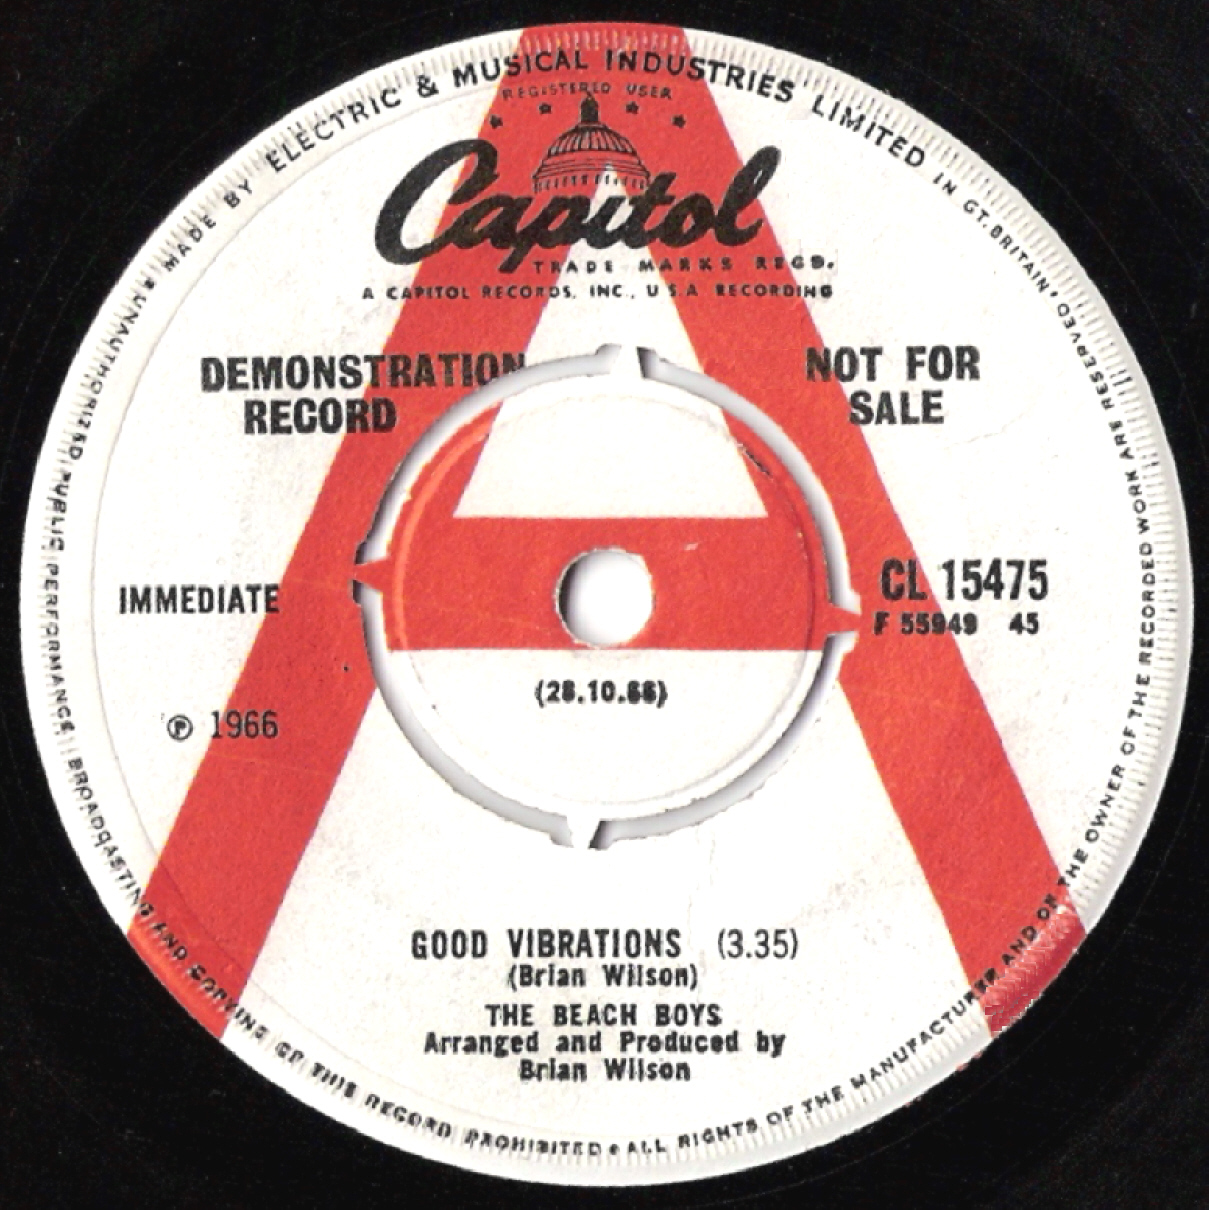 MADE BY ELECTRIC & MUSICAL INDUSTRIES LIMITED IN GT. BRITAIN • ALL RIGHTS OF THE MANUFACTURER AND OF THE OWNER OF THE RECORDED WORK ARE RESERVED • UNAUTHORIZED PUBLIC PERFORMANCE BROADCASTING AND COPYING OF THIS RECORD PROHIBITED
REGISTERED USER
Capitol
TRADE MARKS REGD.
A CAPITOL RECORDS, INC., U.S.A RECORDING
DEMONSTRATION
RECORD
NOT FOR
SALE
A
IMMEDIATE
CL 15475
F 55949 45
(28.10.66)
℗ 1966
GOOD VIBRATIONS (3.35)
(Brian Wilson)
THE BEACH BOYS
Arranged and Produced by
Brian Wilson